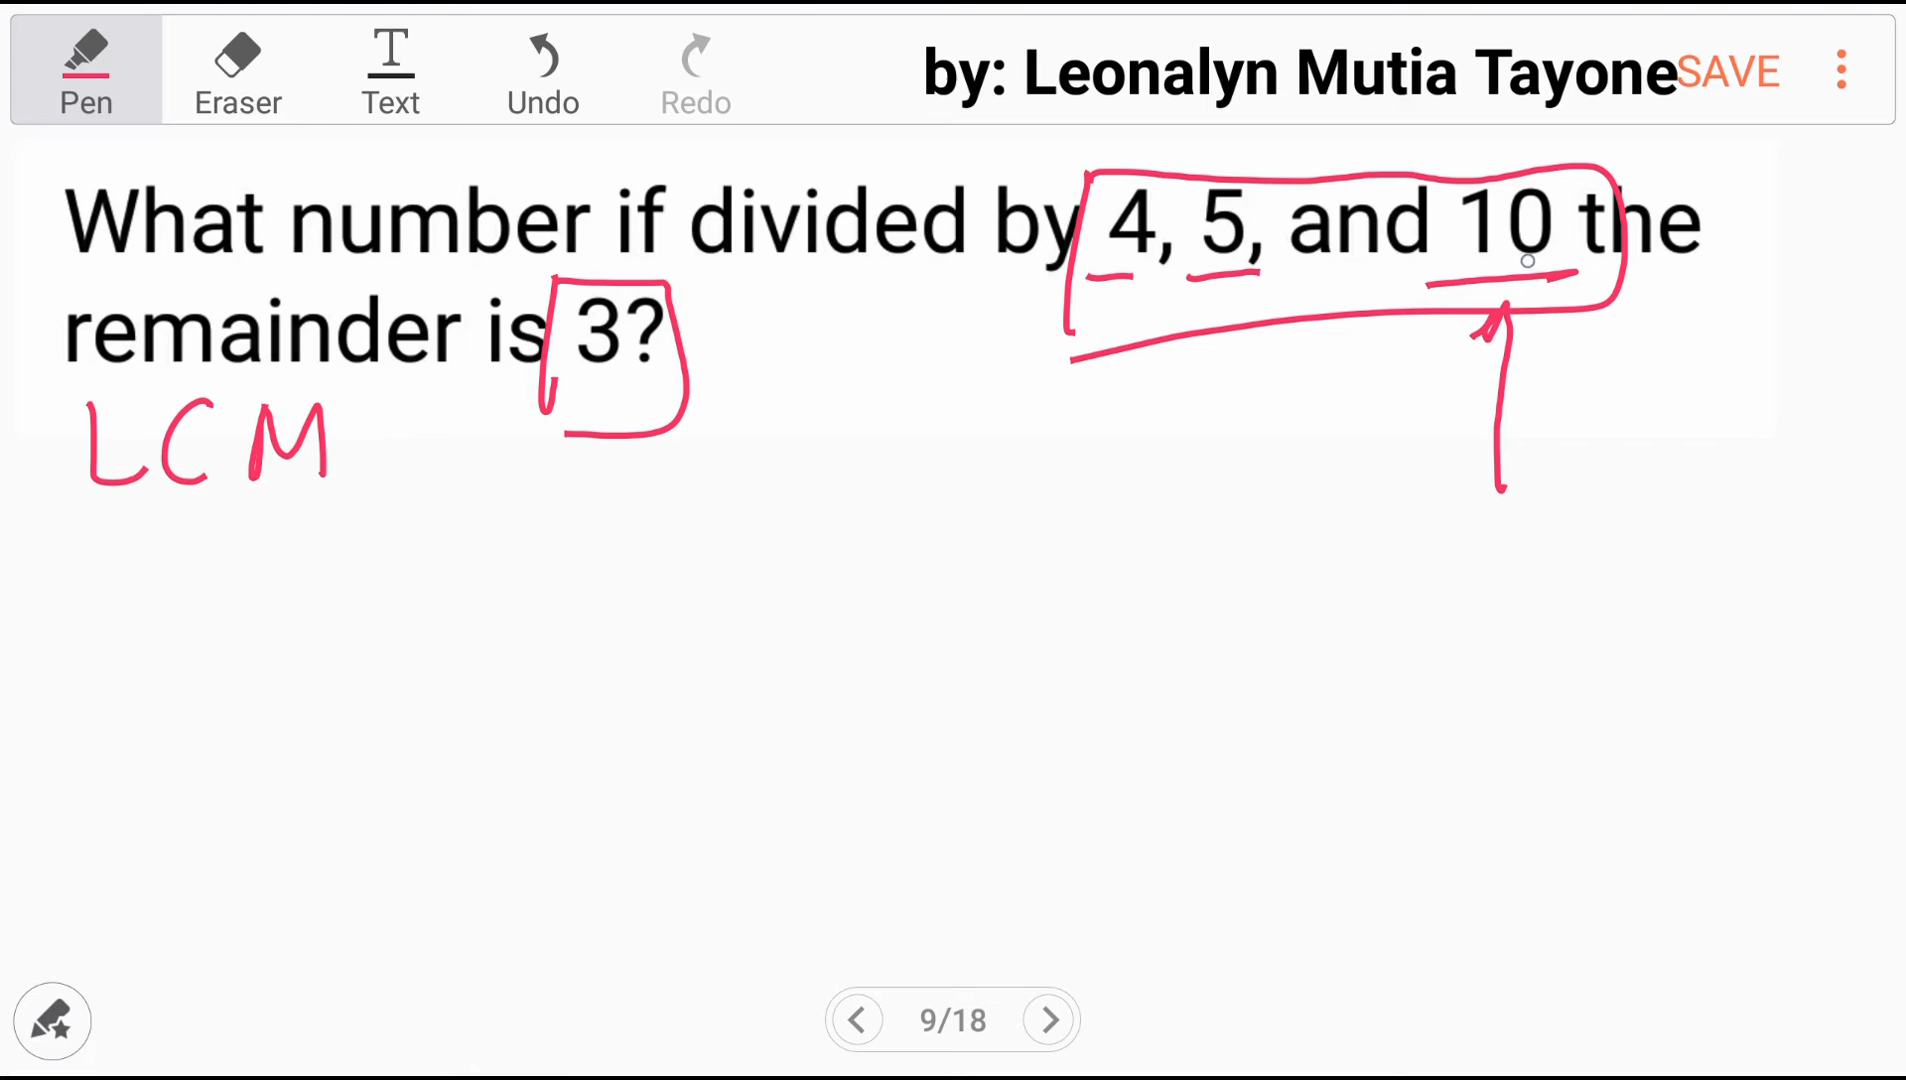 Pen Eraser Text Undo Redo by: Leonalyn Mutia Tayone SAVE
What number if divided by 4, 5, and 10 the
remainder is 3?
LCM
9/18